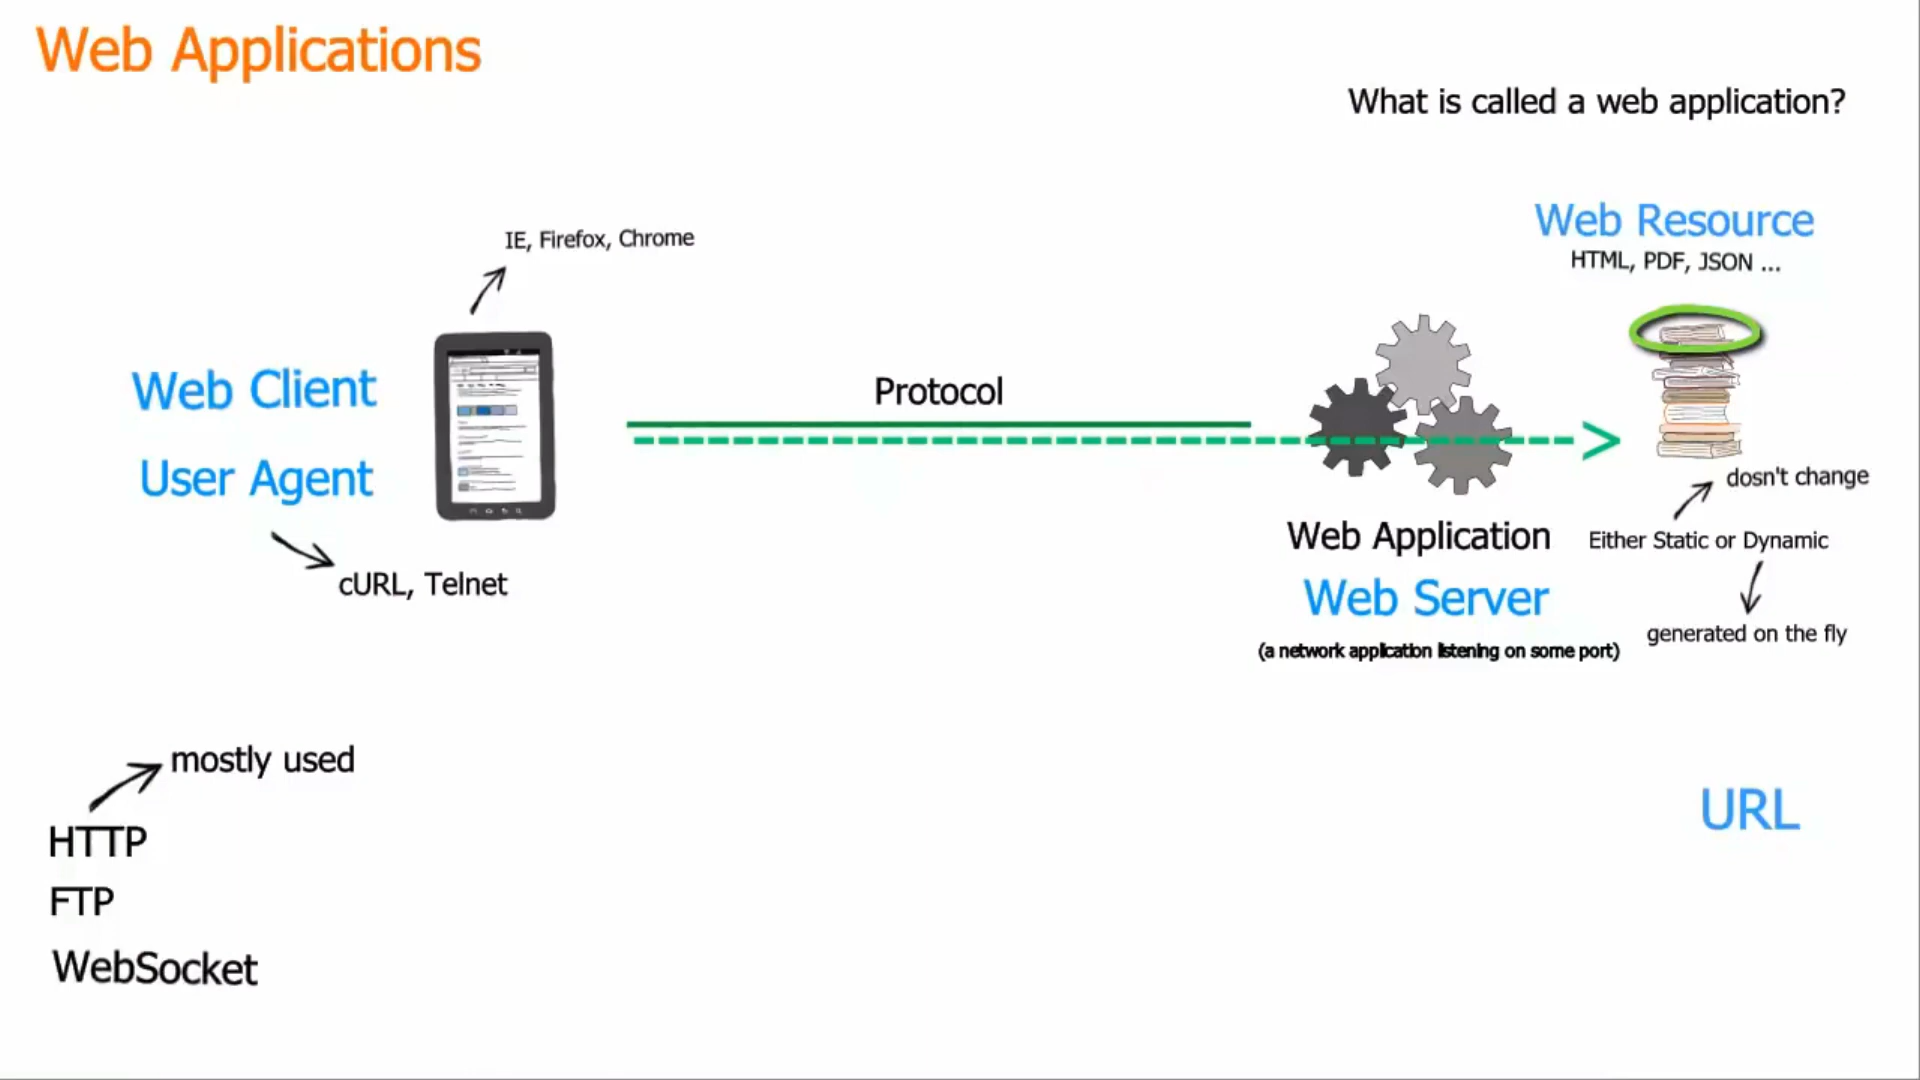 Web Applications
What is called a web application?
Web Resource
HTML, PDF, JSON ...
IE, Firefox, Chrome
Web Client
User Agent
cURL, Telnet
Protocol
Web Application
Web Server
(a network application listening on some port)
dosn't change
Either Static or Dynamic
generated on the fly
mostly used
HTTP
FTP
WebSocket
URL